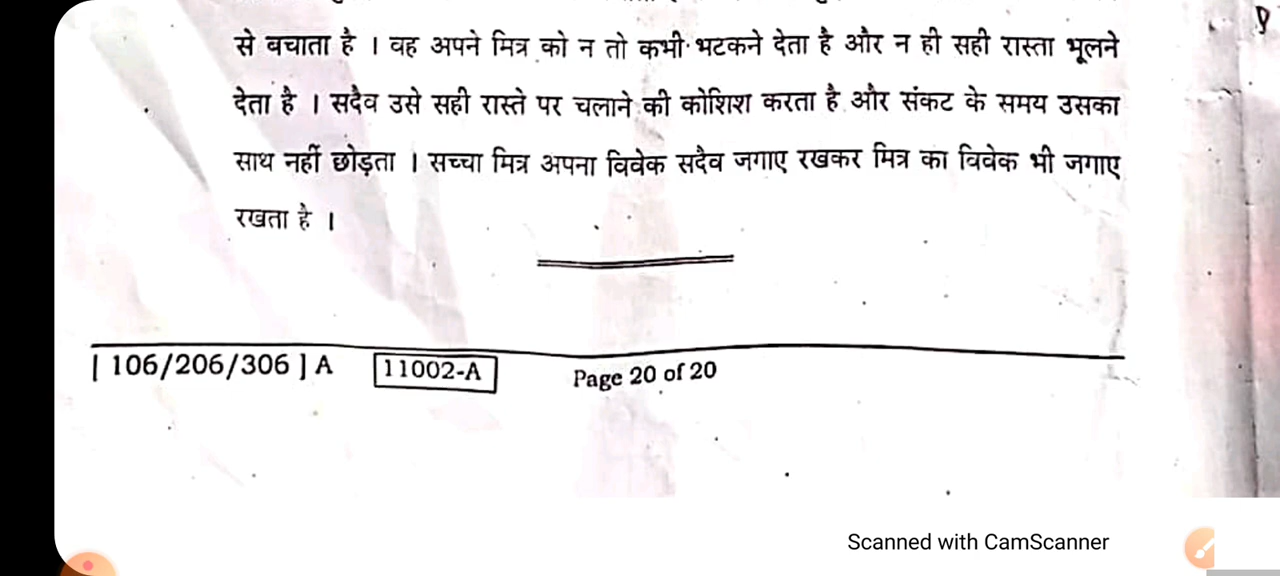 से बचाता है । वह अपने मित्र को न तो कभी भटकने देता है और न ही सही रास्ता भूलने
देता है । सदैव उसे सही रास्ते पर चलाने की कोशिश करता है और संकट के समय उसका
साथ नहीं छोड़ता । सच्चा मित्र अपना विवेक सदैव जगाए रखकर मित्र का विवेक भी जगाए
रखता है ।
[ 106/206/306 ] A 11002-A Page 20 of 20
Scanned with CamScanner